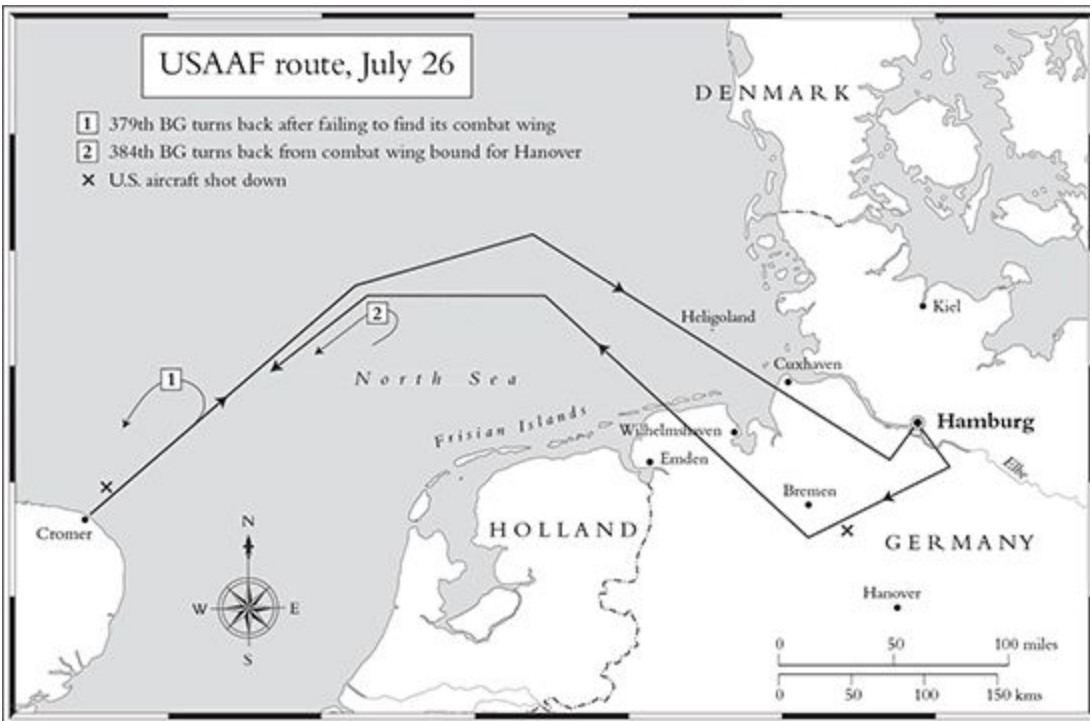 USAAF route, July 26
1 379th BG turns back after failing to find its combat wing
2 384th BG turns back from combat wing bound for Hanover
× U.S. aircraft shot down
DENMARK
Kiel
Heligoland
2
North Sea
Cuxhaven
1
Frisian Islands
Wilhelmshaven
Hamburg
Emden
Elbe
Bremen
Cromer
N
HOLLAND
GERMANY
W E
S
Hanover
0 50 100 miles
0 50 100 150 kms